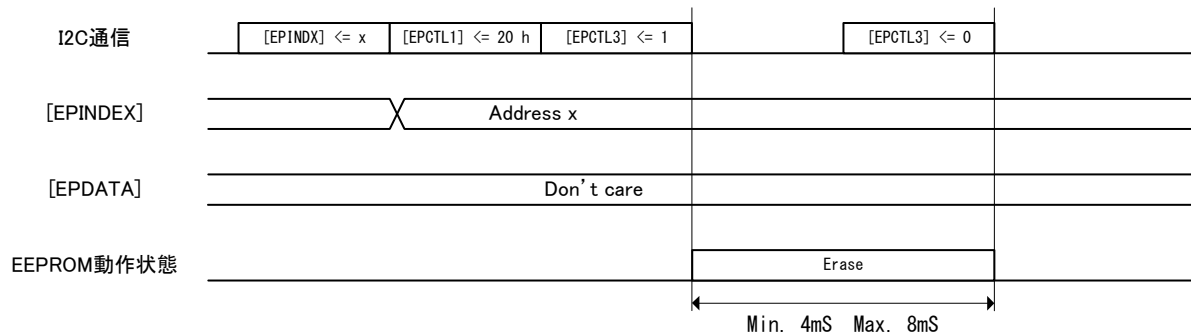 I2C通信 [EPINDX] <= x [EPCTL1] <= 20 h [EPCTL3] <= 1 [EPCTL3] <= 0
[EPINDEX] Address x
[EPDATA] Don't care
EEPROM動作状態 Erase
Min. 4mS Max. 8mS